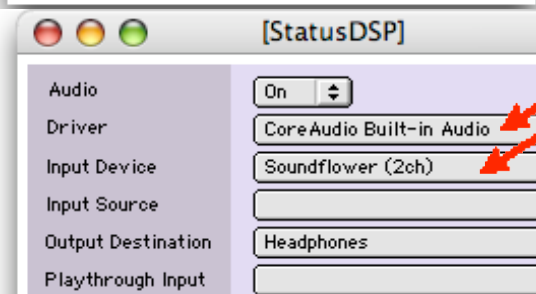 [StatusDSP]
Audio On
Driver CoreAudio Built-in Audio
Input Device Soundflower (2ch)
Input Source
Output Destination Headphones
Playthrough Input